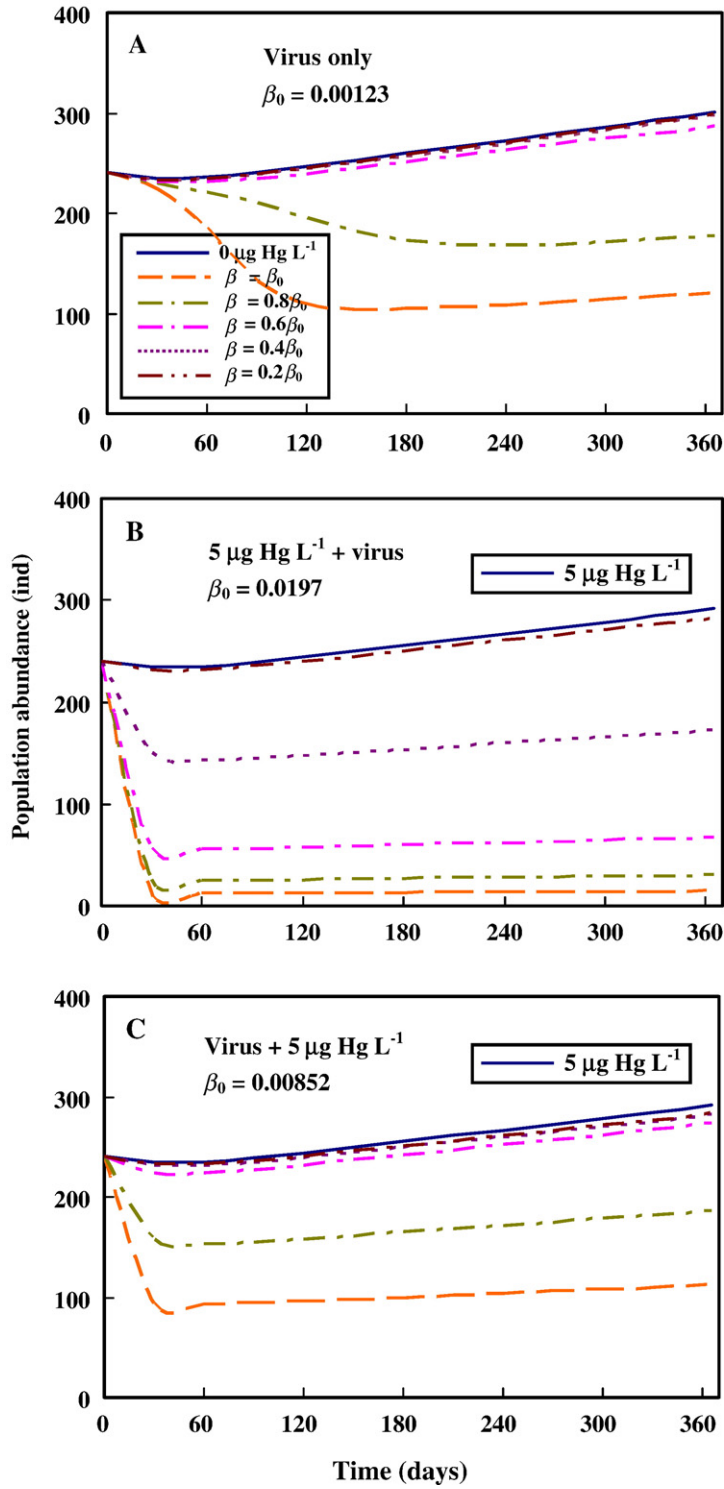 400
A
Virus only
β₀ = 0.00123
300
200
0 μg Hg L⁻¹
β = β₀
β = 0.8β₀
β = 0.6β₀
β = 0.4β₀
β = 0.2β₀
100
0
0 60 120 180 240 300 360
400
B
5 μg Hg L⁻¹ + virus
β₀ = 0.0197
5 μg Hg L⁻¹
300
200
100
0
0 60 120 180 240 300 360
Population abundance (ind)
400
C
Virus + 5 μg Hg L⁻¹
β₀ = 0.00852
5 μg Hg L⁻¹
300
200
100
0
0 60 120 180 240 300 360
Time (days)